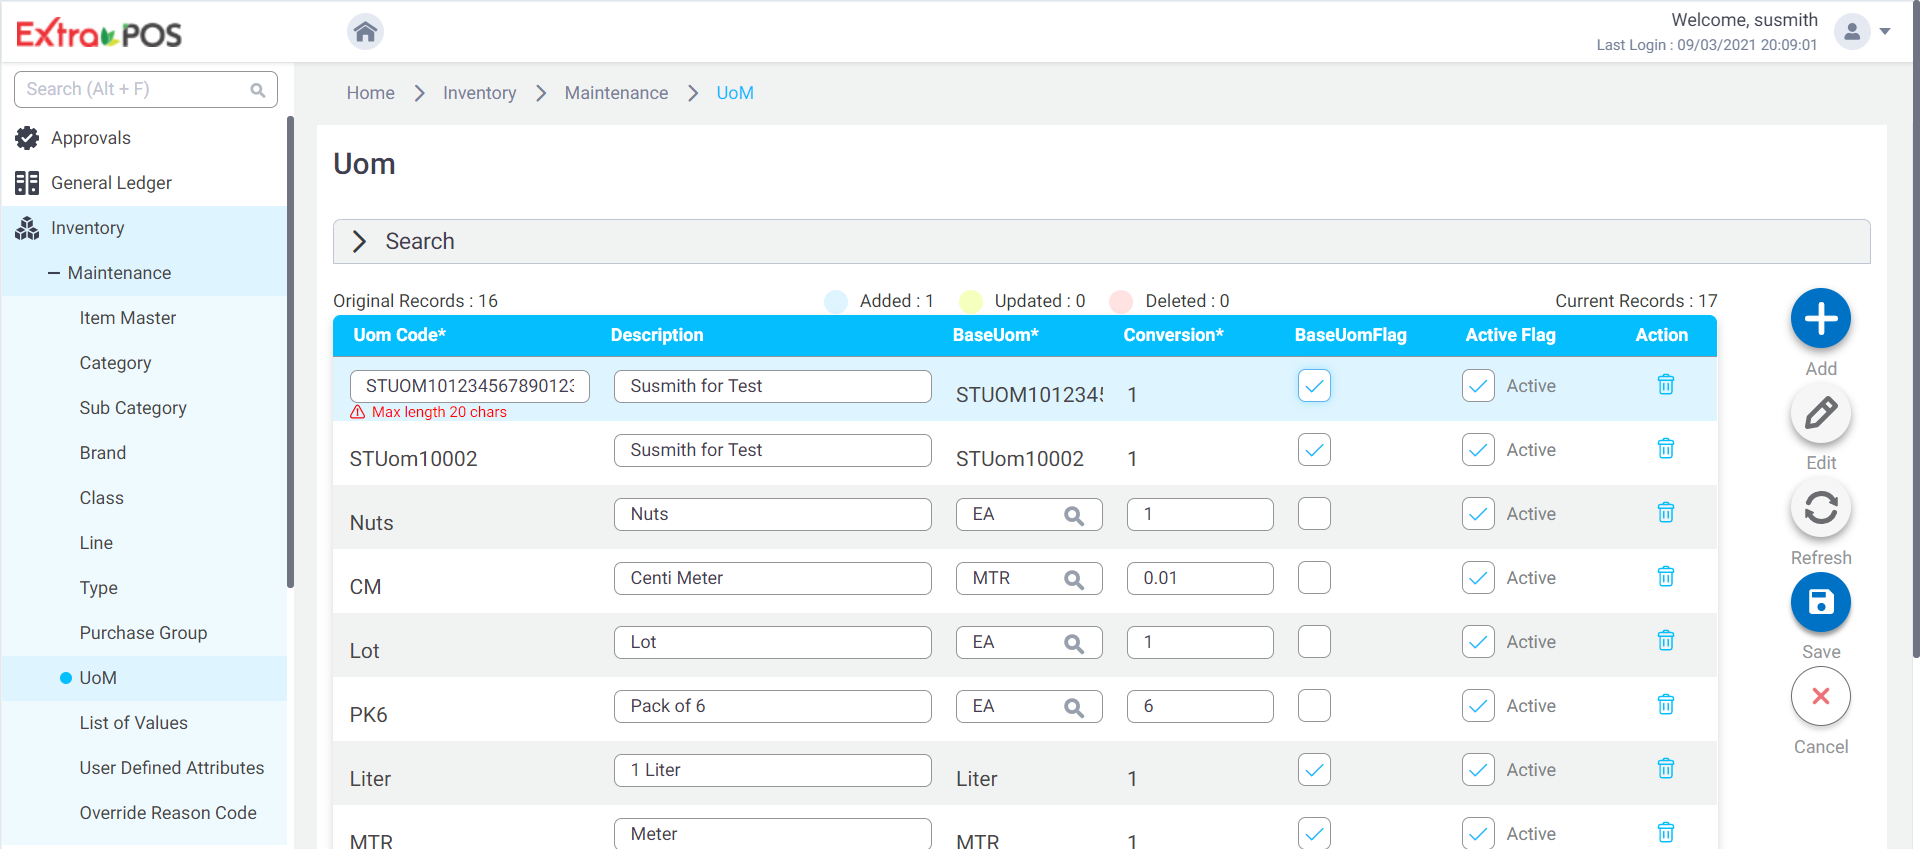 EXtra POS
Welcome, susmith
Last Login : 09/03/2021 20:09:01
Search (Alt + F)
Approvals
General Ledger
Inventory
Maintenance
Item Master
Category
Sub Category
Brand
Class
Line
Type
Purchase Group
UoM
List of Values
User Defined Attributes
Override Reason Code
Home > Inventory > Maintenance > UoM
Uom
Search
Original Records : 16 Added : 1 Updated : 0 Deleted : 0 Current Records : 17
Uom Code* Description BaseUom* Conversion* BaseUomFlag Active Flag Action
STUOM10123456789012 Susmith for Test STUOM101234 1 Active
Max length 20 chars
STUom10002 Susmith for Test STUom10002 1 Active
Nuts Nuts EA 1 Active
CM Centi Meter MTR 0.01 Active
Lot Lot EA 1 Active
PK6 Pack of 6 EA 6 Active
Liter 1 Liter Liter 1 Active
MTR Meter MTR 1 Active
Add
Edit
Refresh
Save
Cancel